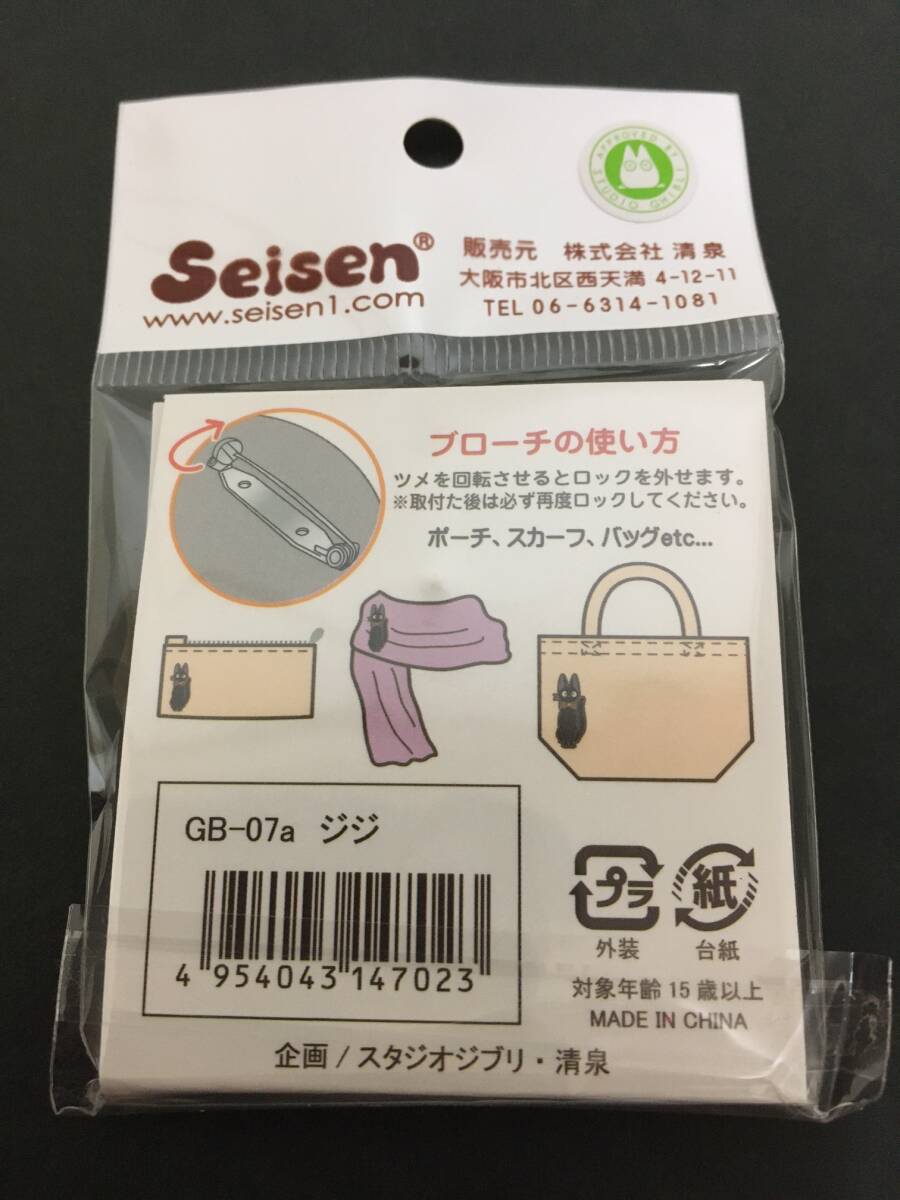 APPROVED BY
STUDIO GHIBLI
Seisen®
www.seisen1.com
販売元 株式会社 清泉
大阪市北区西天満 4-12-11
TEL 06-6314-1081
ブローチの使い方
ツメを回転させるとロックを外せます。
※取付た後は必ず再度ロックしてください。
ポーチ、スカーフ、バッグetc...
GB-07a ジジ
4 954043 147023
プラ
外装
紙
台紙
対象年齢 15 歳以上
MADE IN CHINA
企画 / スタジオジブリ・清泉